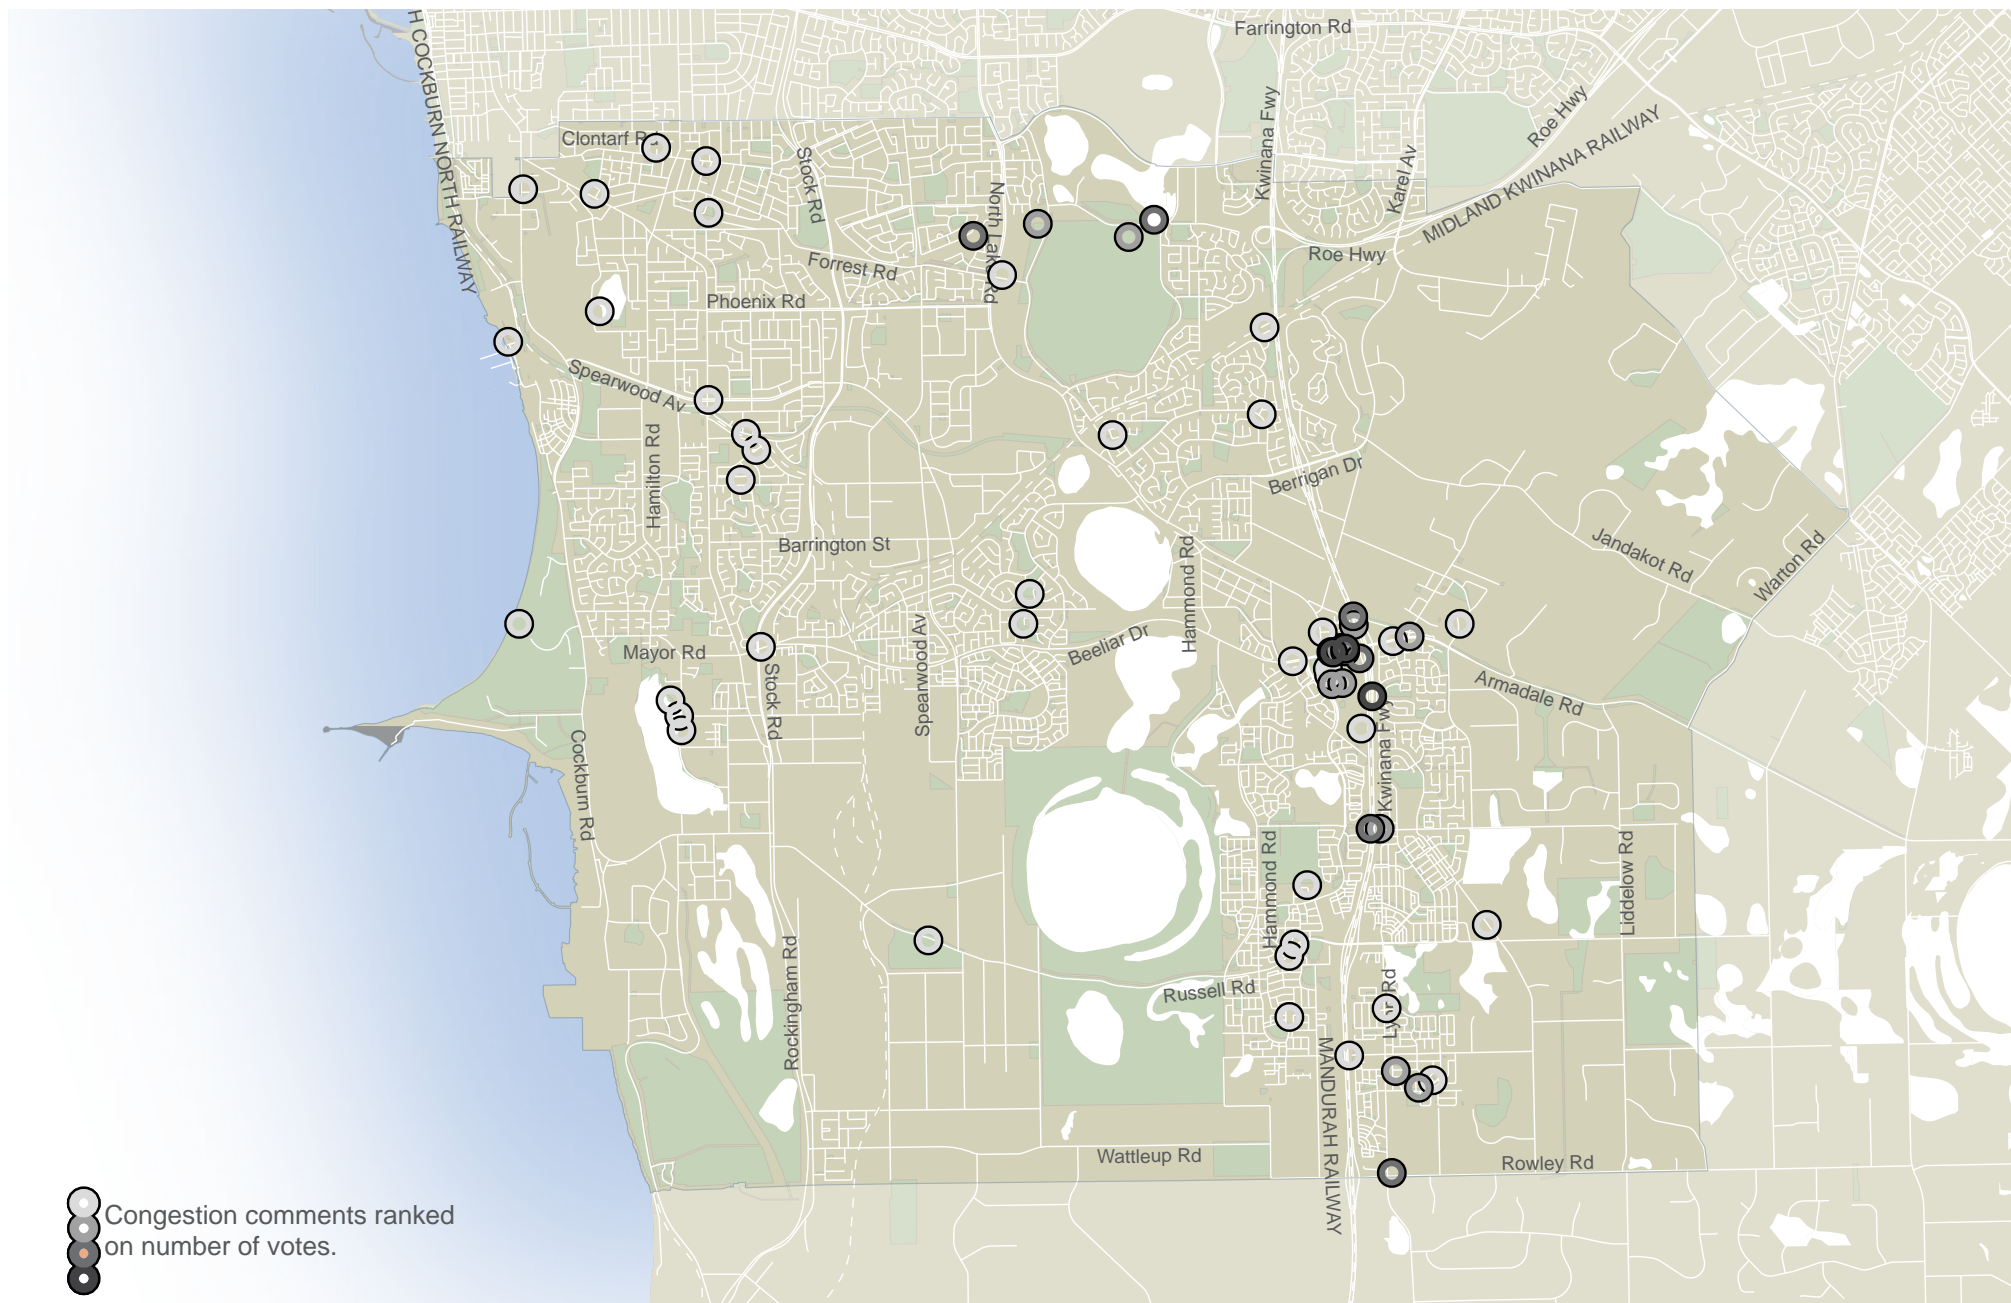 Farrington Rd
H COCKBURN NORTH RAILWAY
Kwinana Fwy
Roe Hwy
MIDLAND KWINANA RAILWAY
Karel Av
Clontarf
Stock Rd
North Lake Rd
Forrest Rd
Roe Hwy
Phoenix Rd
Spearwood Av
Hamilton Rd
Berrigan Dr
Barrington St
Hammond Rd
Jandakot Rd
Warton Rd
Mayor Rd
Stock Rd
Spearwood Av
Beeliar Dr
Armadale Rd
Kwinana Fwy
Cockburn Rd
Hammond Rd
Liddelow Rd
Rockingham Rd
Russell Rd
Rd
MANDURAH RAILWAY
Wattleup Rd
Rowley Rd
Congestion comments ranked
on number of votes.